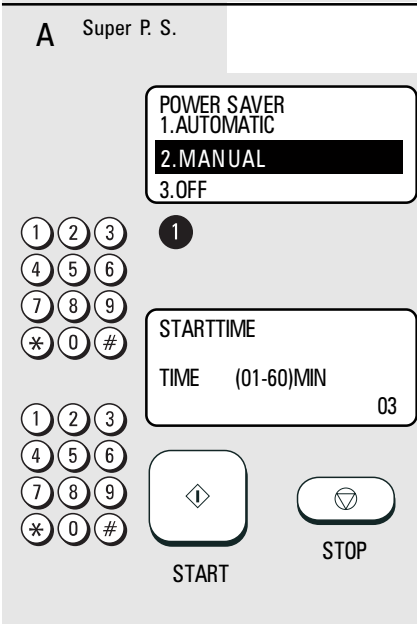 A Super P. S.
POWER SAVER
1.AUTOMATIC
2.MANUAL
3.OFF
1 2 3
1
4 5 6
7 8 9
* 0 #
STARTTIME
TIME (01-60)MIN
03
1 2 3
4 5 6
7 8 9
* 0 #
START
STOP